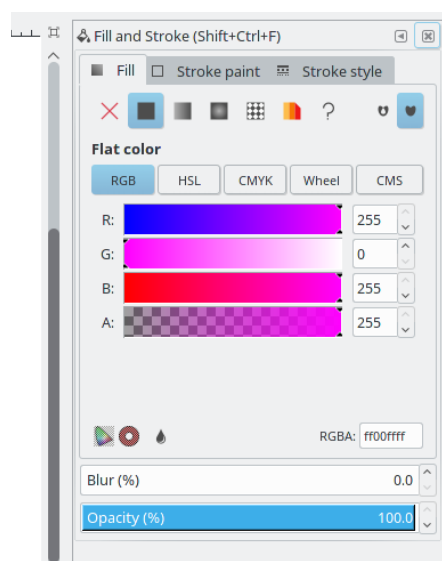 Fill and Stroke (Shift+Ctrl+F)
Fill Stroke paint Stroke style
?
Flat color
RGB HSL CMYK Wheel CMS
R: 255
G: 0
B: 255
A: 255
RGBA: ff00ffff
Blur (%) 0.0
Opacity (%) 100.0